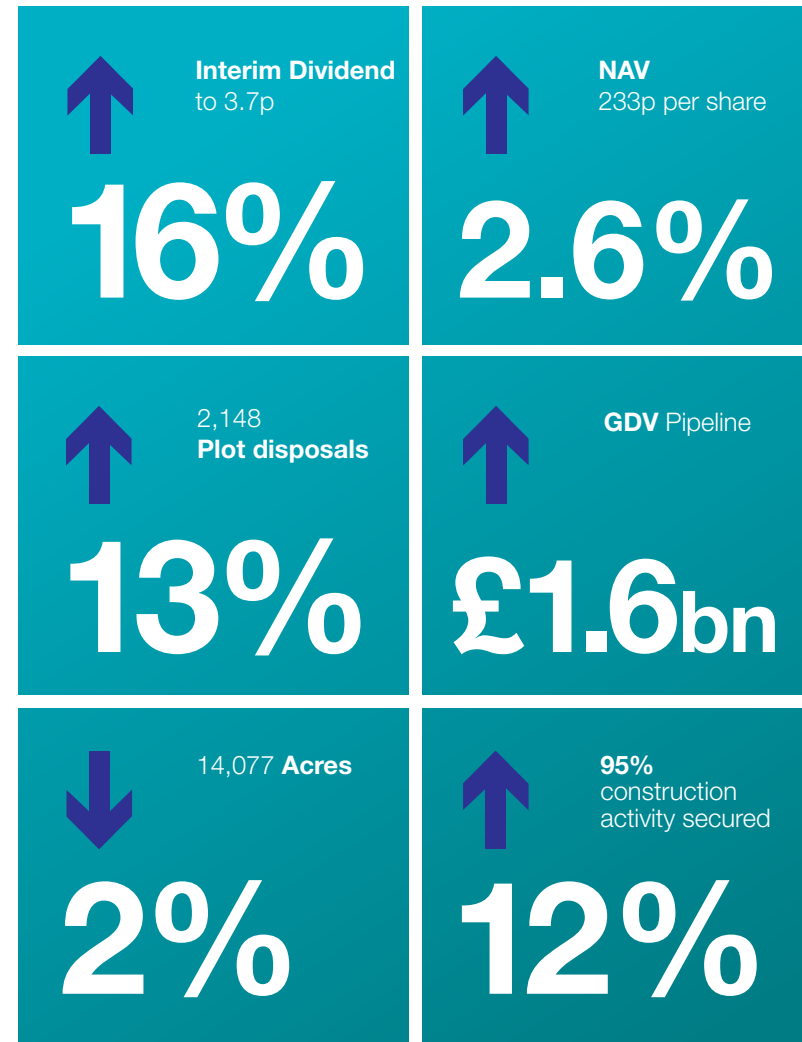 Interim Dividend
to 3.7p
16%
NAV
233p per share
2.6%
2,148
Plot disposals
13%
GDV Pipeline
£1.6bn
14,077 Acres
2%
95%
construction
activity secured
12%